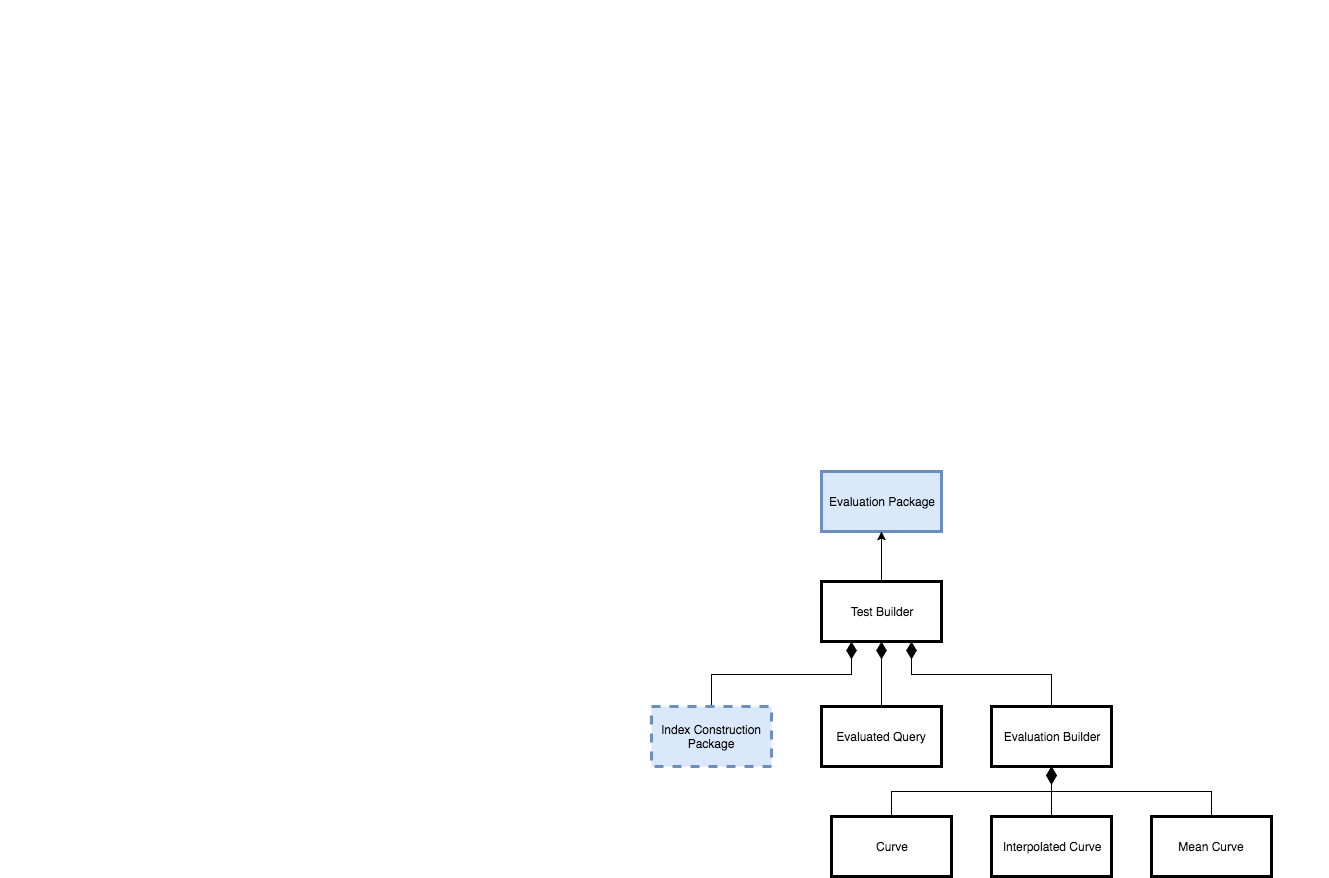 Evaluation Package
Test Builder
Index Construction
Package
Evaluated Query
Evaluation Builder
Curve
Interpolated Curve
Mean Curve